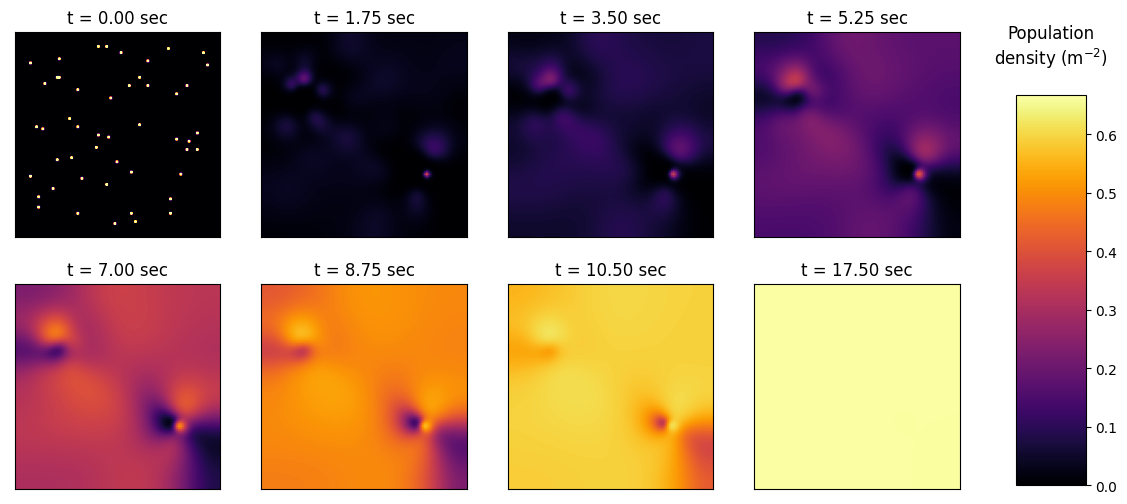 t = 0.00 sec
t = 1.75 sec
t = 3.50 sec
t = 5.25 sec
Population
density (m⁻²)
t = 7.00 sec
t = 8.75 sec
t = 10.50 sec
t = 17.50 sec
0.6
0.5
0.4
0.3
0.2
0.1
0.0